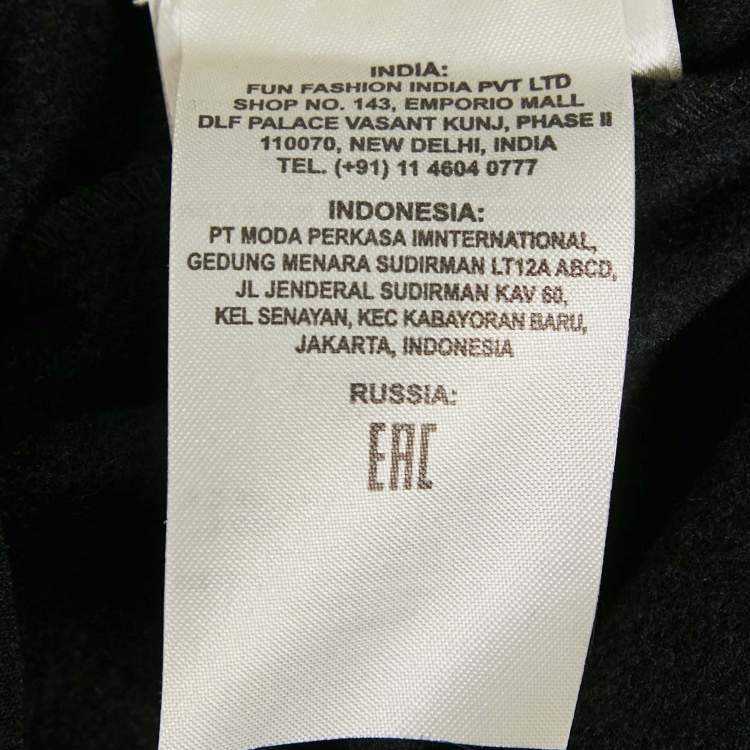 INDIA:
FUN FASHION INDIA PVT LTD
SHOP NO. 143, EMPORIO MALL
DLF PALACE VASANT KUNJ, PHASE II
110070, NEW DELHI, INDIA
TEL. (+91) 11 4604 0777
INDONESIA:
PT MODA PERKASA IMNTERNATIONAL,
GEDUNG MENARA SUDIRMAN LT12A ABCD,
JL JENDERAL SUDIRMAN KAV 60,
KEL SENAYAN, KEC KABAYORAN BARU,
JAKARTA, INDONESIA
RUSSIA:
EAC